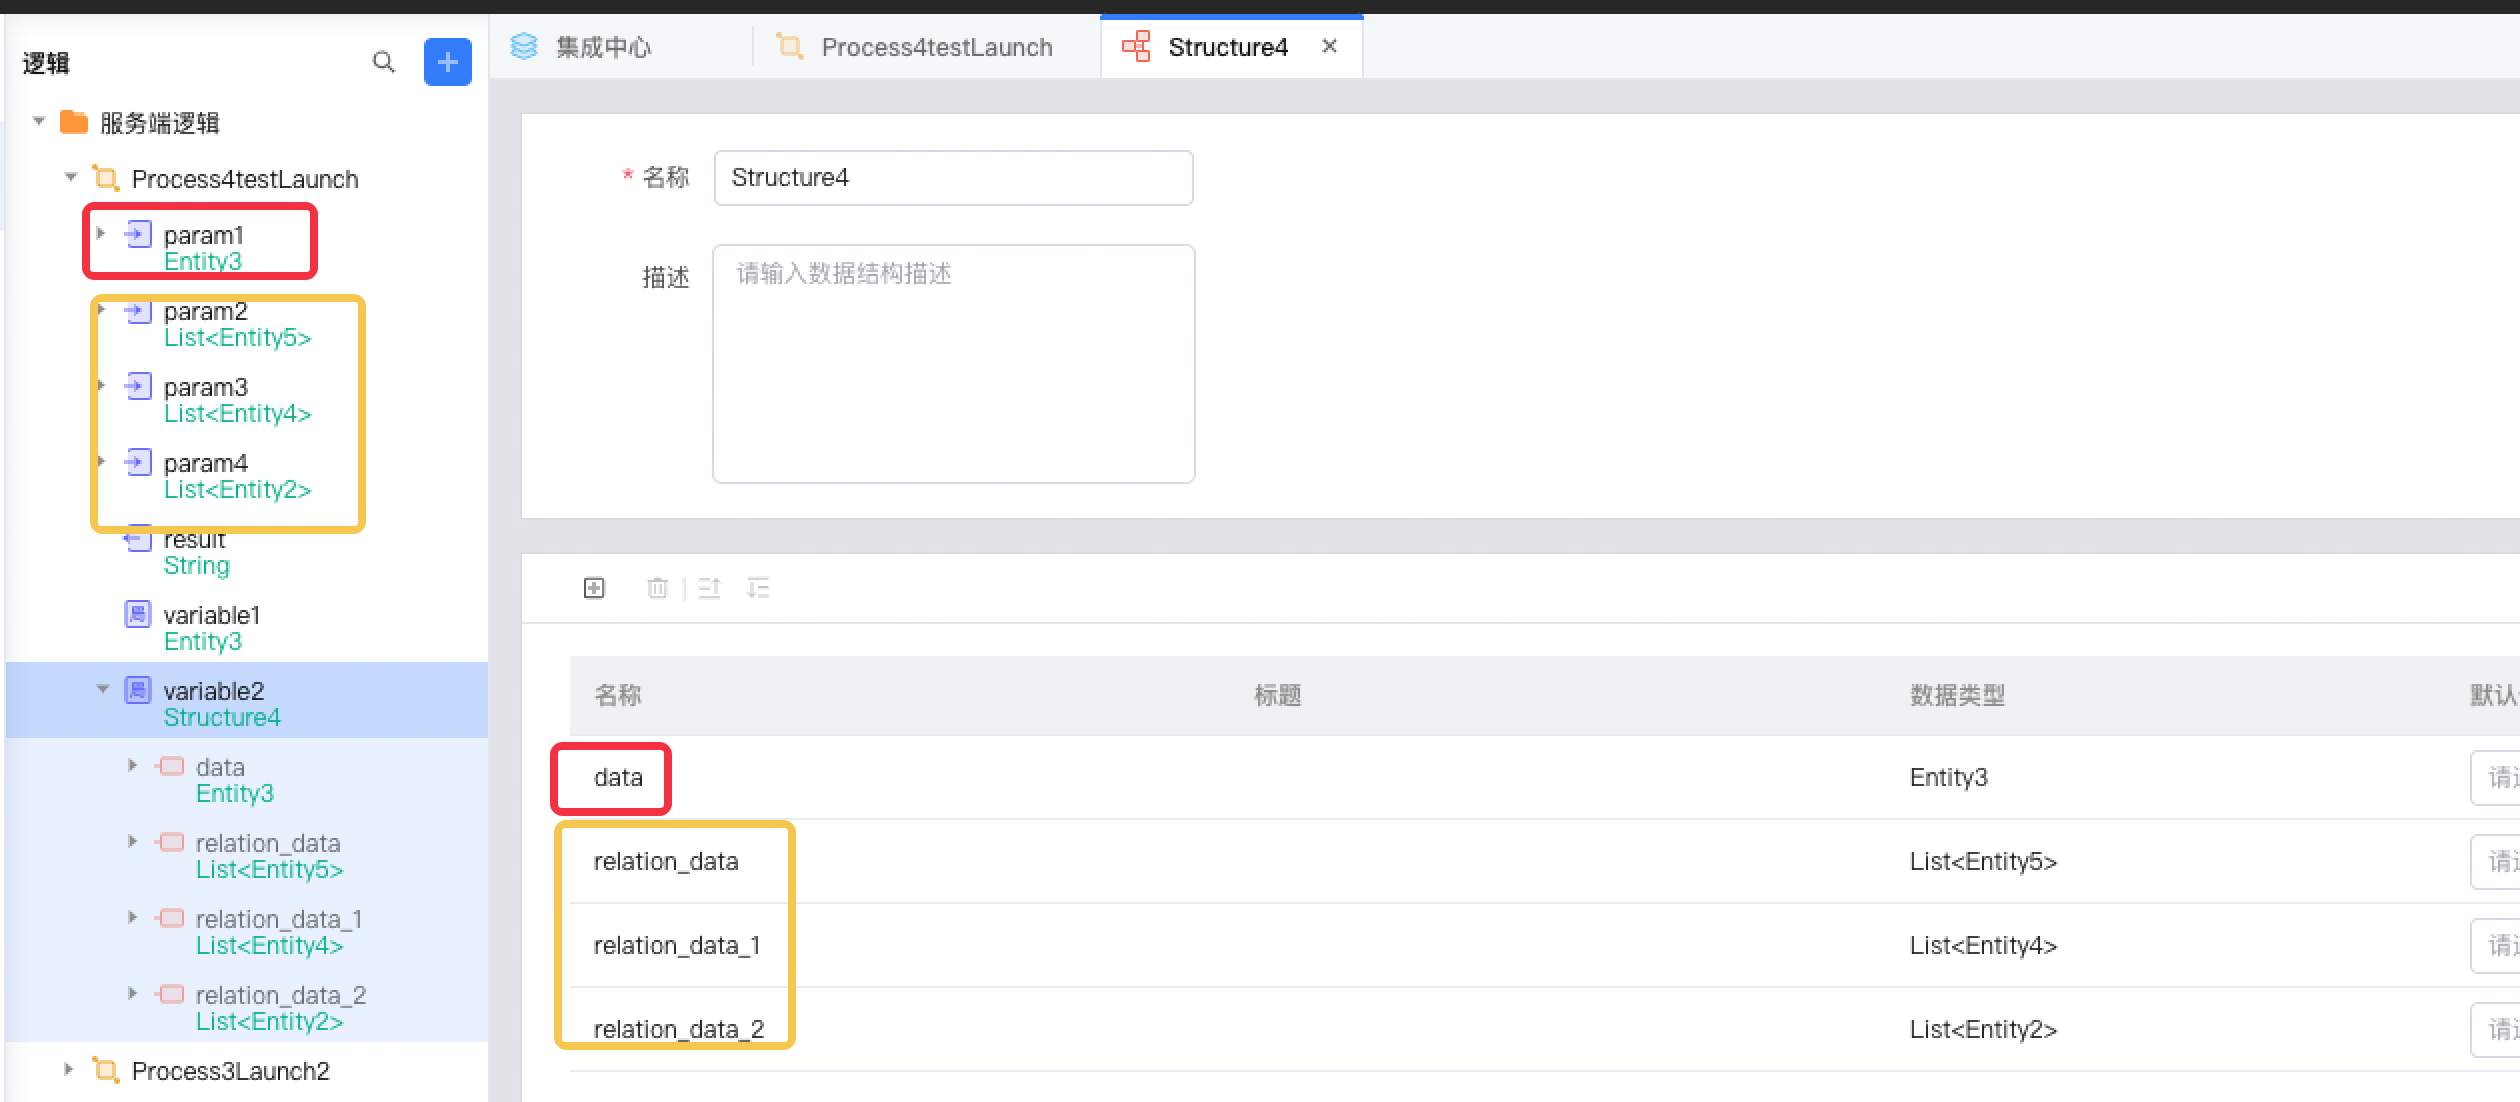 逻辑
服务端逻辑
Process4testLaunch
param1
Entity3
param2
List<Entity5>
param3
List<Entity4>
param4
List<Entity2>
result
String
局 variable1
Entity3
局 variable2
Structure4
data
Entity3
relation_data
List<Entity5>
relation_data_1
List<Entity4>
relation_data_2
List<Entity2>
Process3Launch2
集成中心 Process4testLaunch Structure4
* 名称 Structure4
描述 请输入数据结构描述
名称 标题 数据类型 默认
data Entity3 请
relation_data List<Entity5> 请
relation_data_1 List<Entity4> 请
relation_data_2 List<Entity2> 请